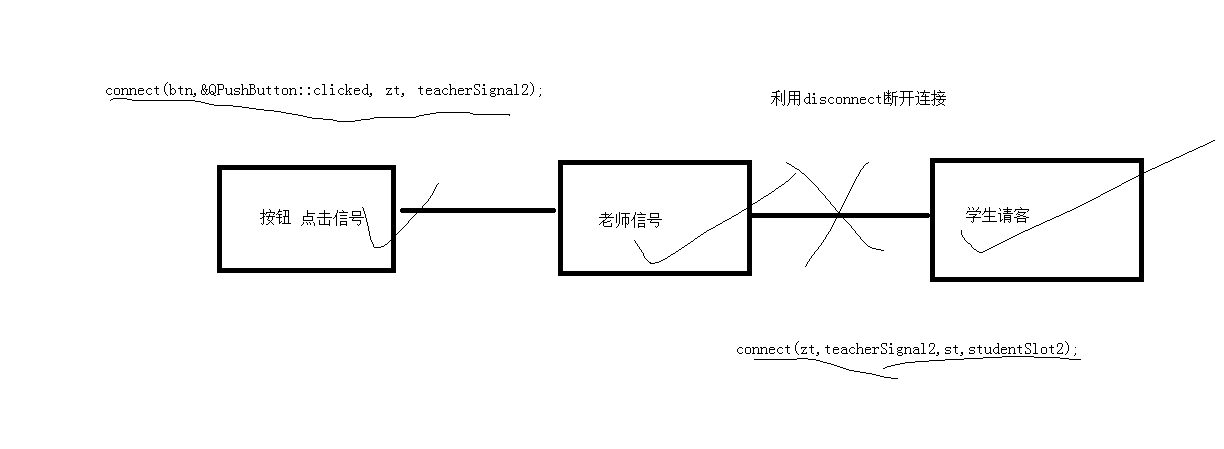 connect(btn,&QPushButton::clicked, zt, teacherSignal2);
利用disconnect断开连接
按钮 点击信号
老师信号
学生请客
connect(zt,teacherSignal2,st,studentSlot2);